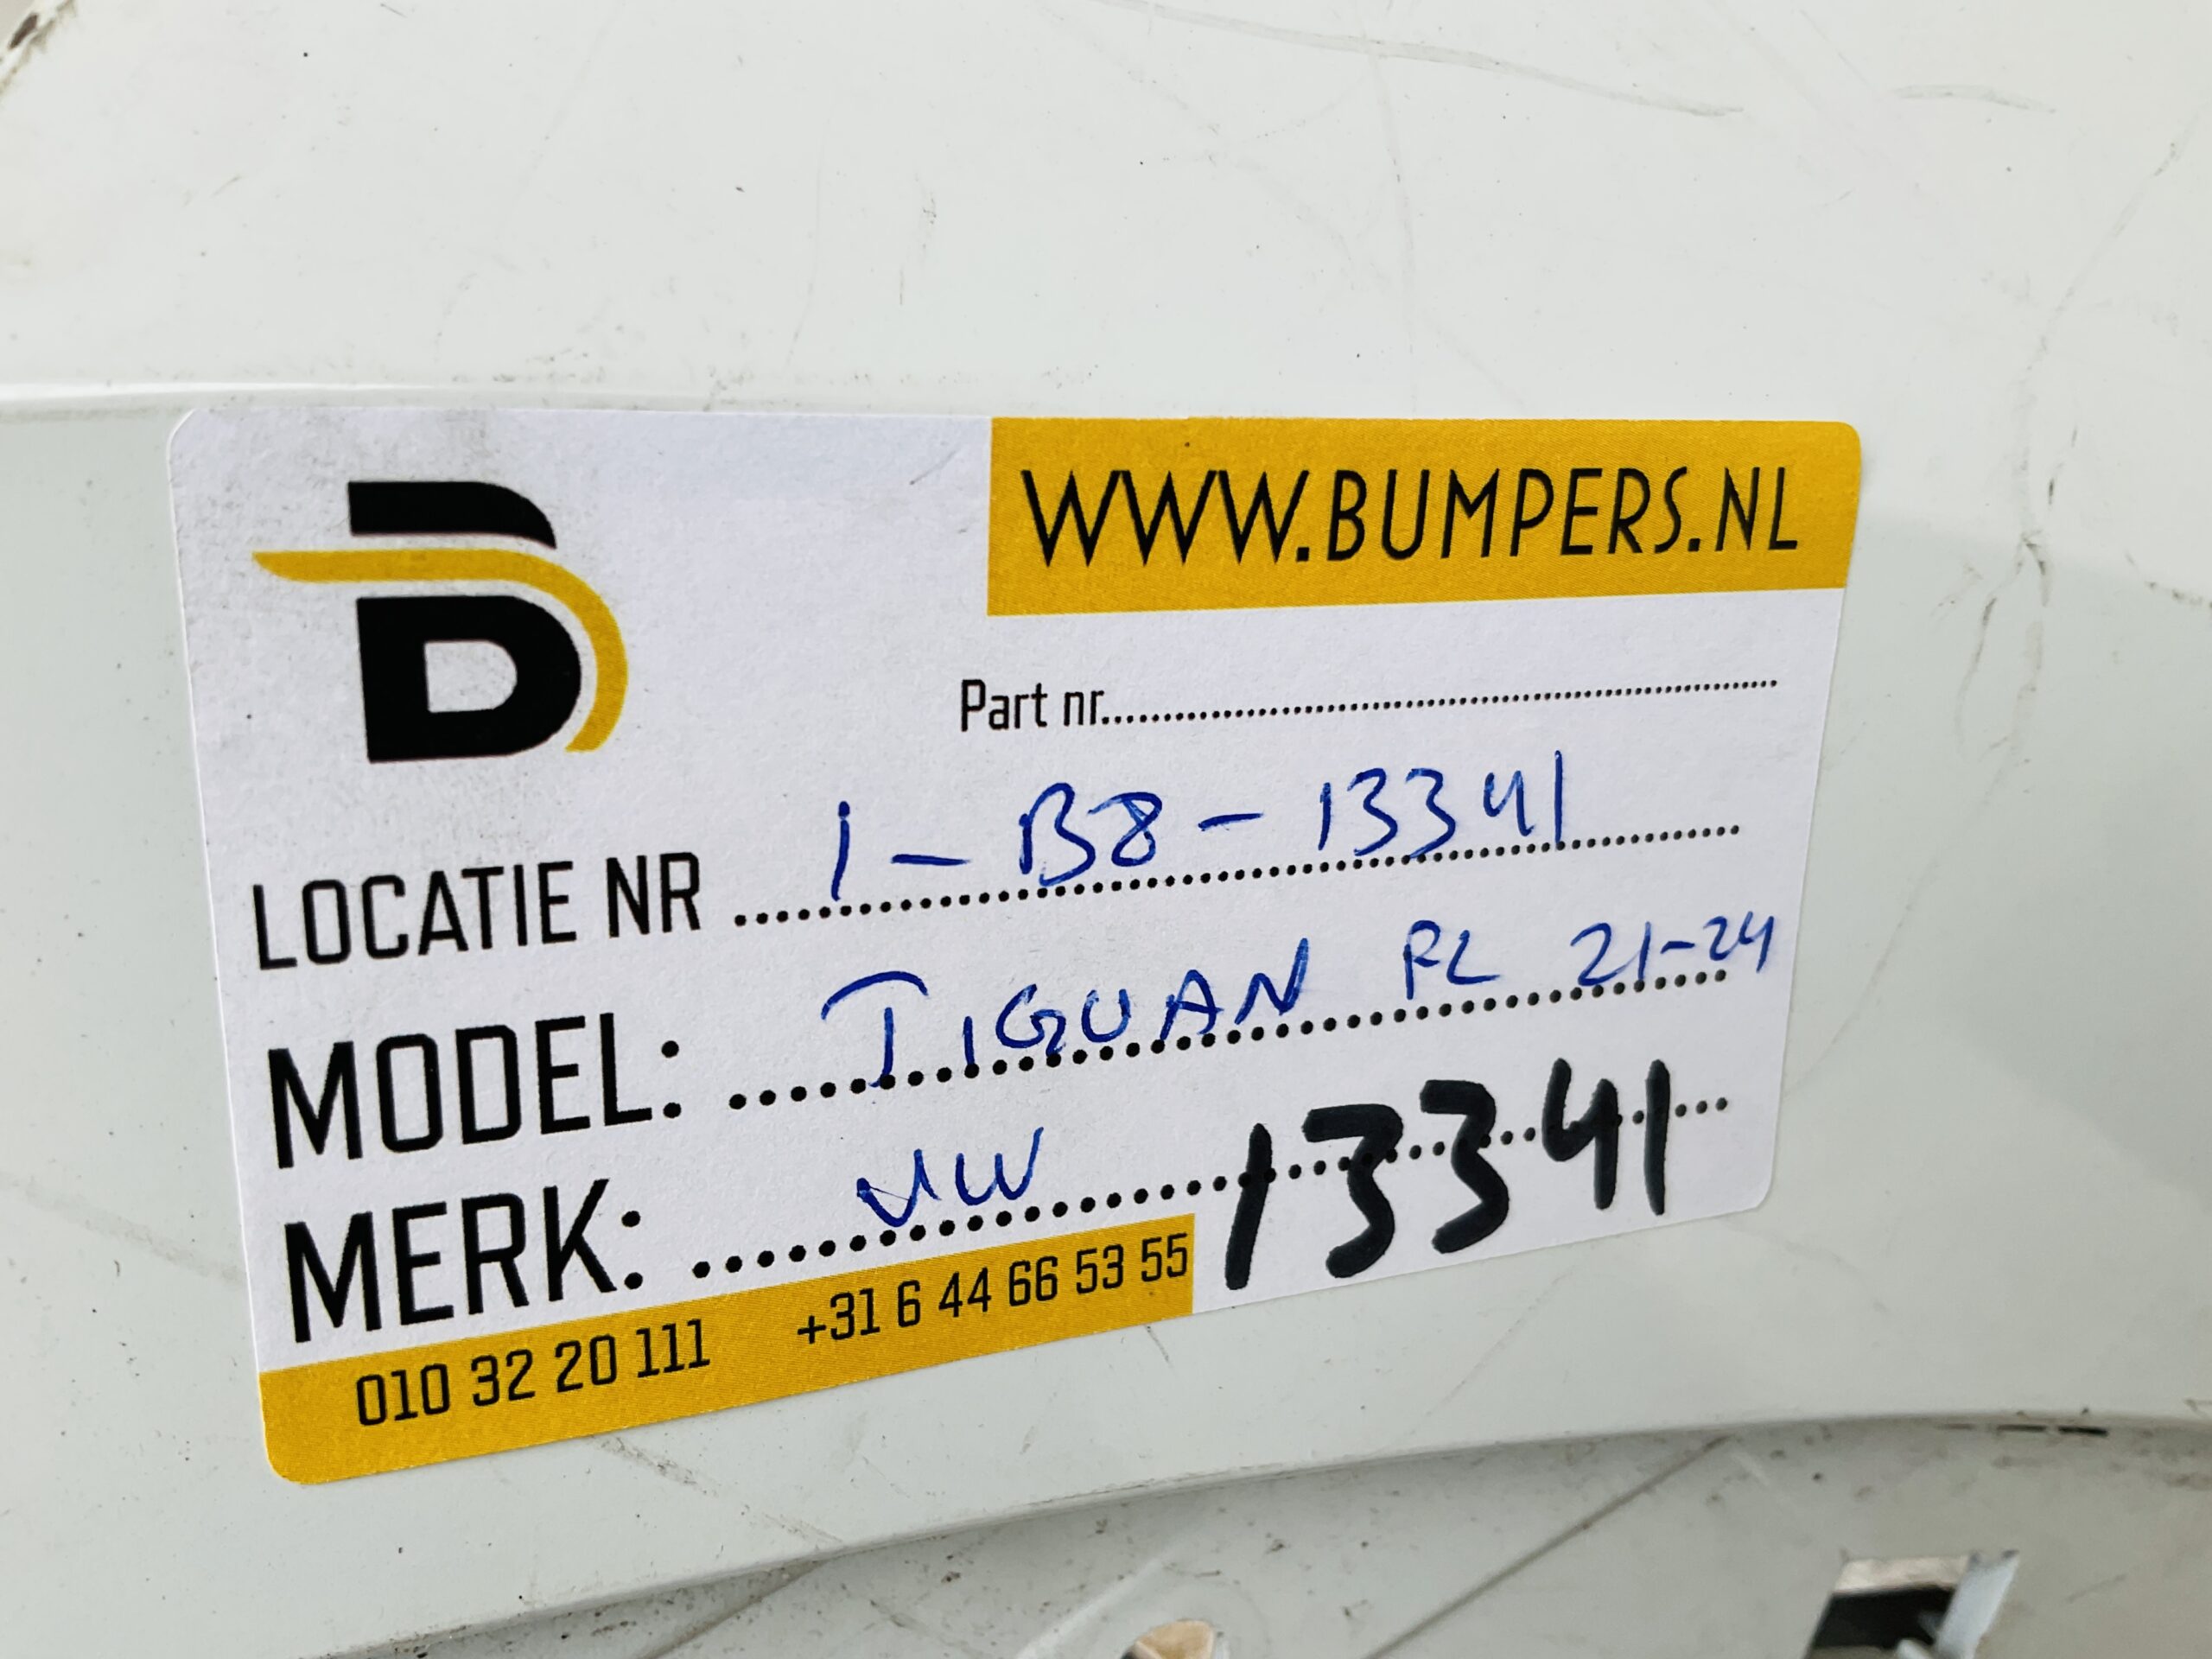 B
WWW.BUMPERS.NL
Part nr.
LOCATIE NR 1-B8-13341
MODEL: TIGUAN FL 21-24
MERK: VW 13341
010 32 20 111 +31 6 44 66 53 55